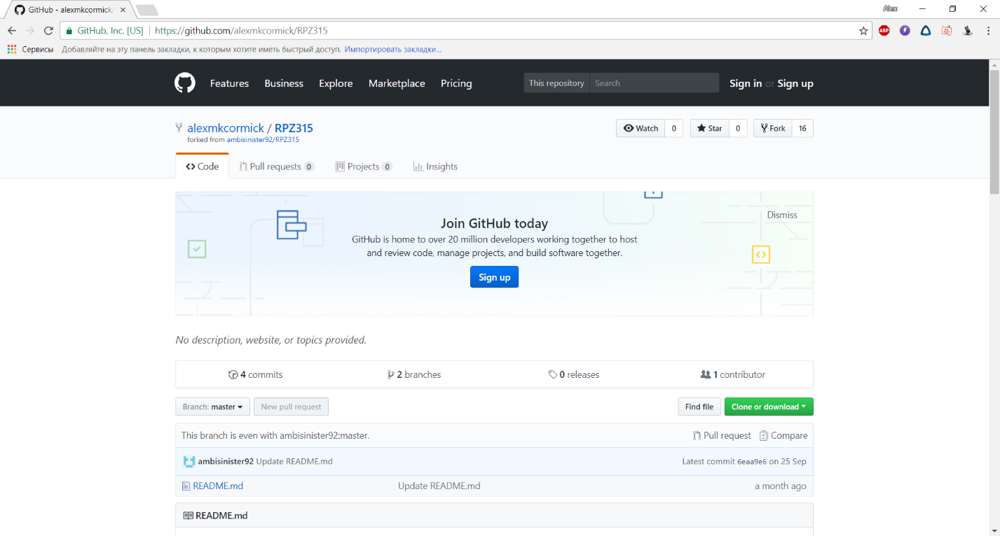 GitHub - alexmkcormick/
Alex
GitHub, Inc. [US] https://github.com/alexmkcormick/RPZ315
ABP
Сервисы Добавляйте на эту панель закладки, к которым хотите иметь быстрый доступ. Импортировать закладки...
Features Business Explore Marketplace Pricing This repository Search Sign in or Sign up
alexmkcormick / RPZ315 Watch 0 Star 0 Fork 16
forked from ambisinister92/RPZ315
Code Pull requests 0 Projects 0 Insights
Dismiss
Join GitHub today
GitHub is home to over 20 million developers working together to host
and review code, manage projects, and build software together.
Sign up
No description, website, or topics provided.
4 commits 2 branches 0 releases 1 contributor
Branch: master New pull request Find file Clone or download
This branch is even with ambisinister92:master. Pull request Compare
ambisinister92 Update README.md Latest commit 6eaa9e6 on 25 Sep
README.md Update README.md a month ago
README.md